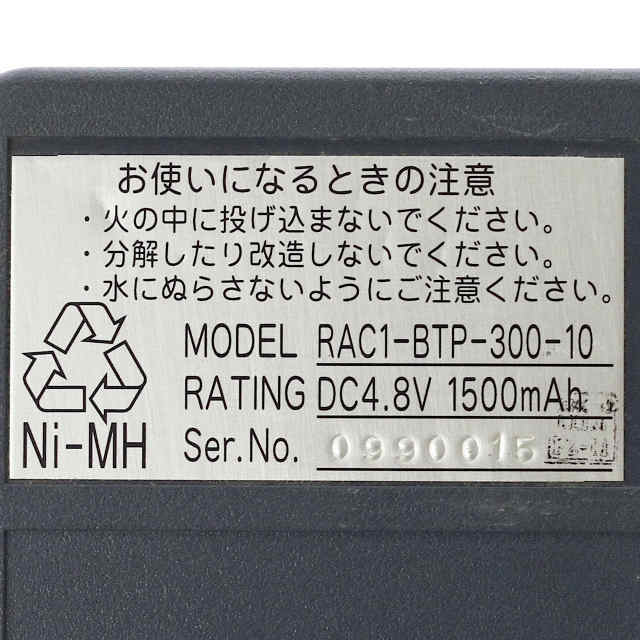 お使いになるときの注意
・火の中に投げ込まないでください。
・分解したり改造しないでください。
・水にぬらさないようにご注意ください。
MODEL RAC1-BTP-300-10
RATING DC4.8V 1500mAh
Ni-MH Ser.No. 0990015